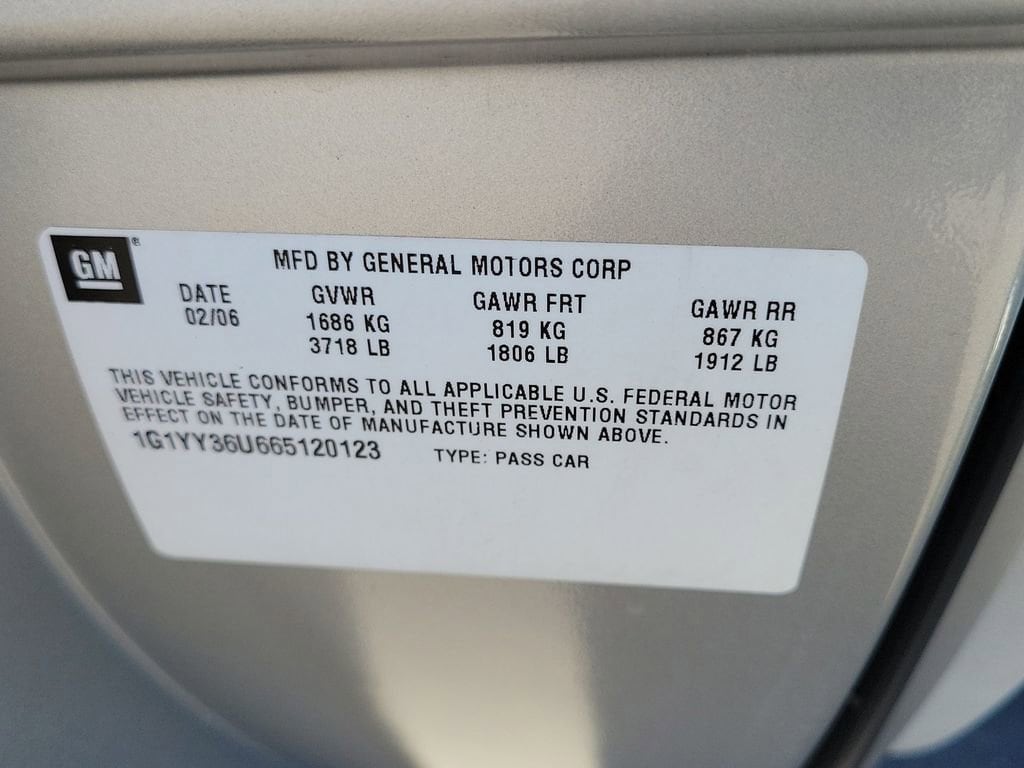 GM®
MFD BY GENERAL MOTORS CORP
DATE GVWR GAWR FRT GAWR RR
02/06 1686 KG 819 KG 867 KG
3718 LB 1806 LB 1912 LB
THIS VEHICLE CONFORMS TO ALL APPLICABLE U.S. FEDERAL MOTOR
VEHICLE SAFETY, BUMPER, AND THEFT PREVENTION STANDARDS IN
EFFECT ON THE DATE OF MANUFACTURE SHOWN ABOVE.
1G1YY36U665120123 TYPE: PASS CAR